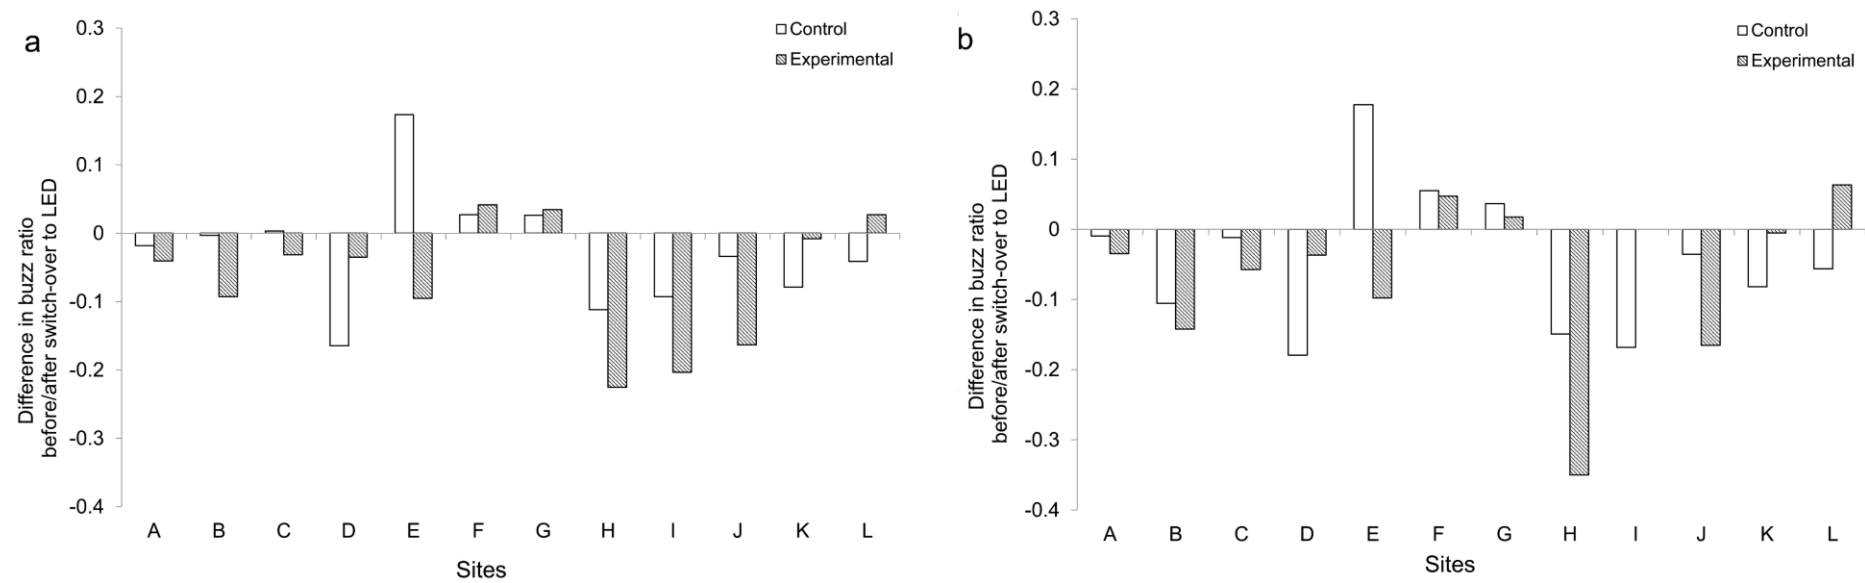 a
Control
Experimental
0.3
0.2
0.1
0
-0.1
-0.2
-0.3
-0.4
Difference in buzz ratio
before/after switch-over to LED
A B C D E F G H I J K L
Sites
b
Control
Experimental
0.3
0.2
0.1
0
-0.1
-0.2
-0.3
-0.4
Difference in buzz ratio
before/after switch-over to LED
A B C D E F G H I J K L
Sites